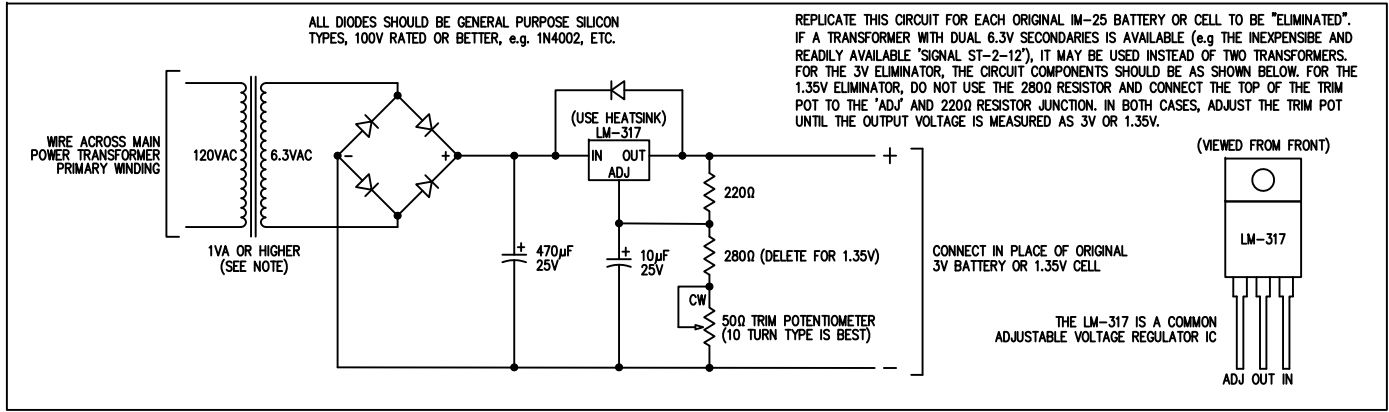 ALL DIODES SHOULD BE GENERAL PURPOSE SILICON
TYPES, 100V RATED OR BETTER, e.g. 1N4002, ETC.
REPLICATE THIS CIRCUIT FOR EACH ORIGINAL IM-25 BATTERY OR CELL TO BE "ELIMINATED".
IF A TRANSFORMER WITH DUAL 6.3V SECONDARIES IS AVAILABLE (e.g THE INEXPENSIBE AND
READILY AVAILABLE 'SIGNAL ST-2-12'), IT MAY BE USED INSTEAD OF TWO TRANSFORMERS.
FOR THE 3V ELIMINATOR, THE CIRCUIT COMPONENTS SHOULD BE AS SHOWN BELOW. FOR THE
1.35V ELIMINATOR, DO NOT USE THE 280Ω RESISTOR AND CONNECT THE TOP OF THE TRIM
POT TO THE 'ADJ' AND 220Ω RESISTOR JUNCTION. IN BOTH CASES, ADJUST THE TRIM POT
UNTIL THE OUTPUT VOLTAGE IS MEASURED AS 3V OR 1.35V.
WIRE ACROSS MAIN
POWER TRANSFORMER
PRIMARY WINDING
120VAC
6.3VAC
1VA OR HIGHER
(SEE NOTE)
-
+
(USE HEATSINK)
LM-317
IN OUT
ADJ
+
470µF
25V
+
10µF
25V
220Ω
280Ω (DELETE FOR 1.35V)
CW
50Ω TRIM POTENTIOMETER
(10 TURN TYPE IS BEST)
+
-
CONNECT IN PLACE OF ORIGINAL
3V BATTERY OR 1.35V CELL
(VIEWED FROM FRONT)
LM-317
THE LM-317 IS A COMMON
ADJUSTABLE VOLTAGE REGULATOR IC
ADJ OUT IN